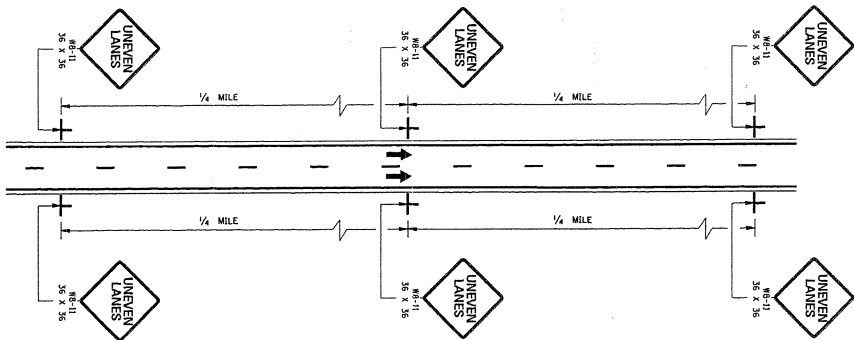 UNEVEN
LANES
W8-11
36 X 36
UNEVEN
LANES
W8-11
36 X 36
UNEVEN
LANES
W8-11
36 X 36
1/4 MILE
1/4 MILE
1/4 MILE
1/4 MILE
UNEVEN
LANES
W8-11
36 X 36
UNEVEN
LANES
W8-11
36 X 36
UNEVEN
LANES
W8-11
36 X 36